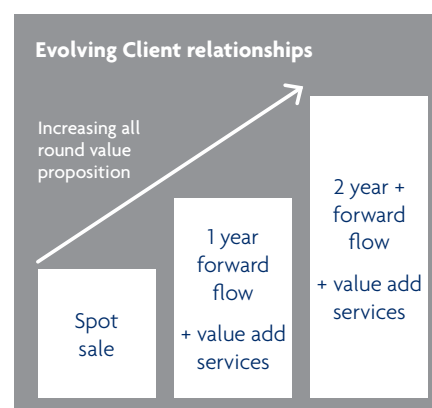 Evolving Client relationships
Increasing all
round value
proposition
Spot
sale
1 year
forward
flow
+ value add
services
2 year +
forward
flow
+ value add
services